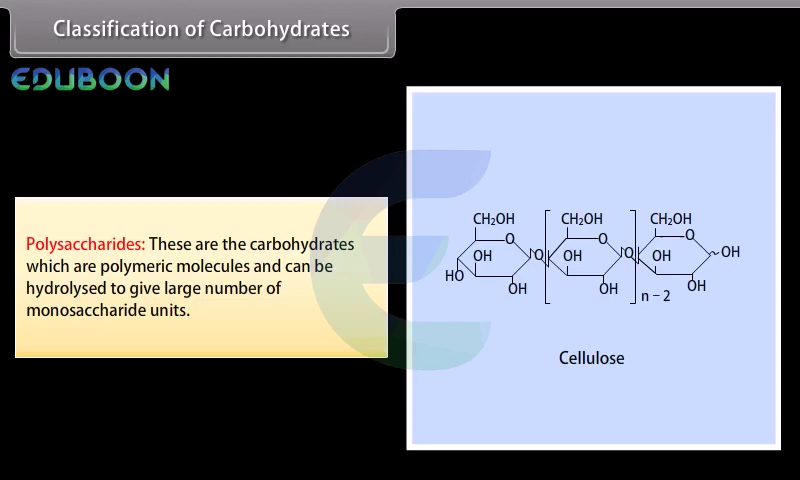 Classification of Carbohydrates
EDUBOON
Polysaccharides: These are the carbohydrates
which are polymeric molecules and can be
hydrolysed to give large number of
monosaccharide units.
CH₂OH CH₂OH CH₂OH
O O O
OH O OH O OH OH
HO
OH OH OH
n – 2
Cellulose